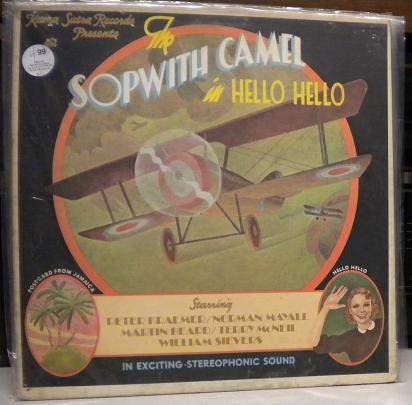 Kama Sutra Records
Presents
The
SOPWITH CAMEL
in HELLO HELLO
99
POSTCARD FROM JAMAICA
HELLO HELLO
Starring
PETER KRAEMER/NORMAN MAYALL
MARTIN BEARD/TERRY McNEIL
WILLIAM SIEVERS
IN EXCITING-STEREOPHONIC SOUND